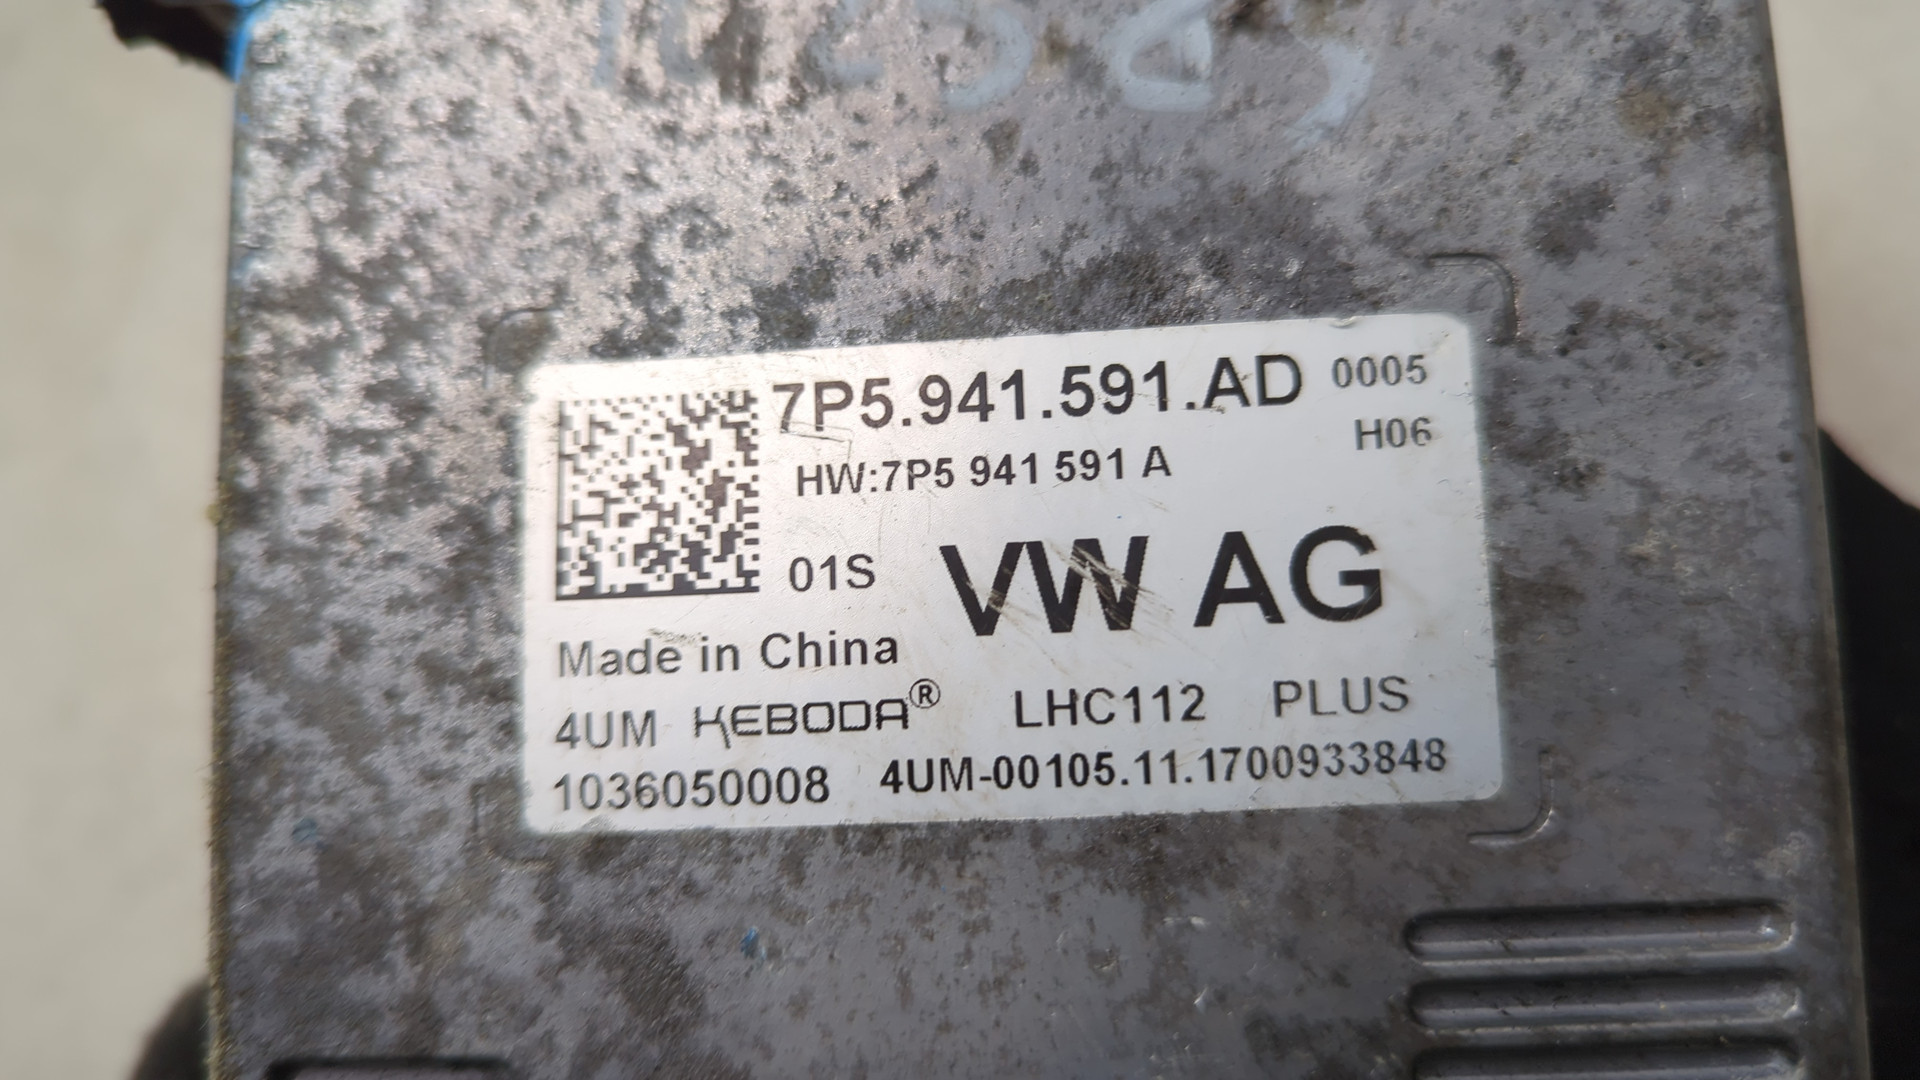 7P5.941.591.AD 0005
H06
HW:7P5 941 591 A
01S VW AG
Made in China
4UM KEBODA® LHC112 PLUS
1036050008 4UM-00105.11.1700933848